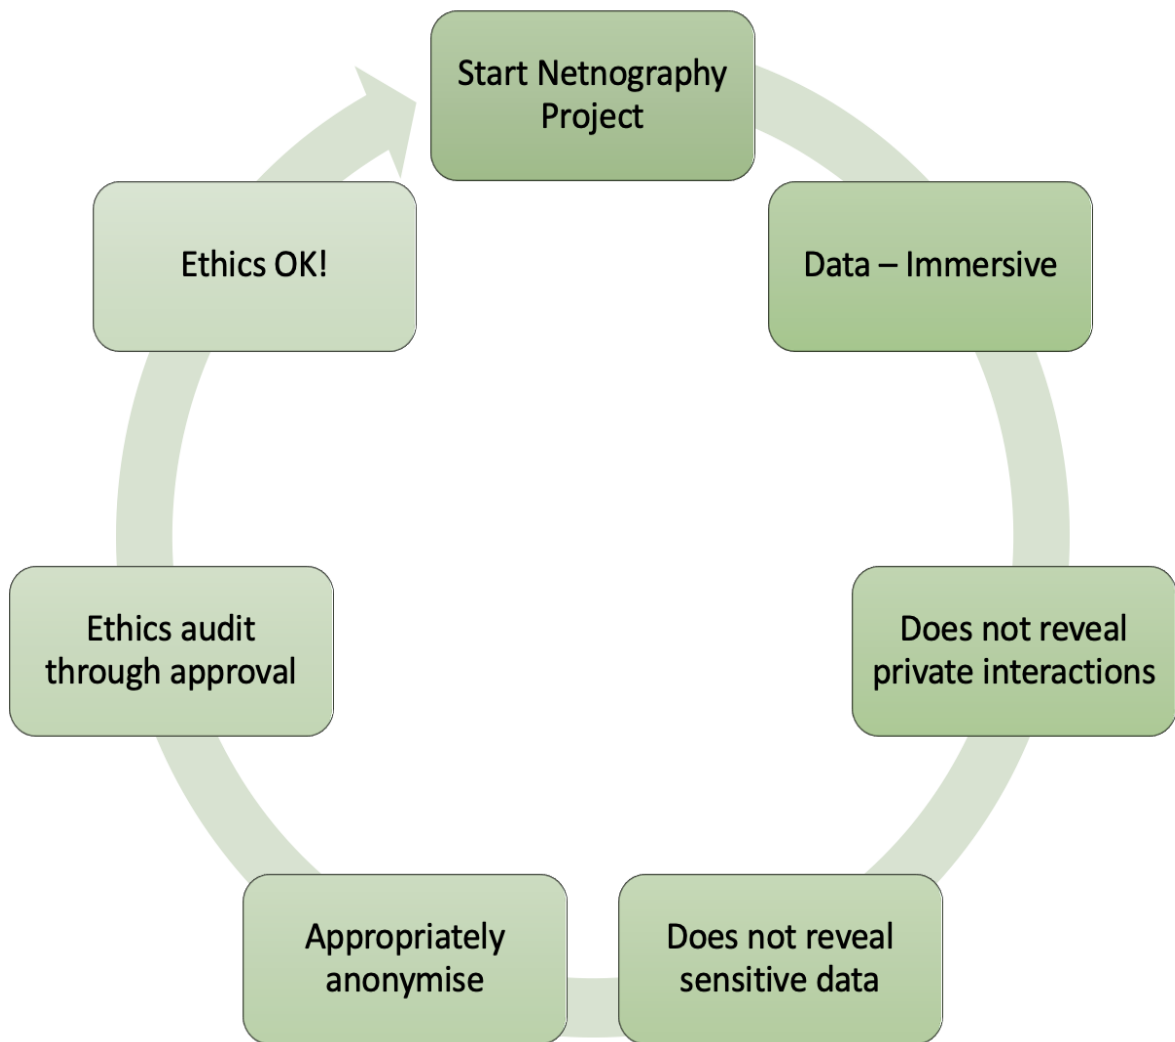 Start Netnography
Project
Data – Immersive
Does not reveal
private interactions
Does not reveal
sensitive data
Appropriately
anonymise
Ethics audit
through approval
Ethics OK!